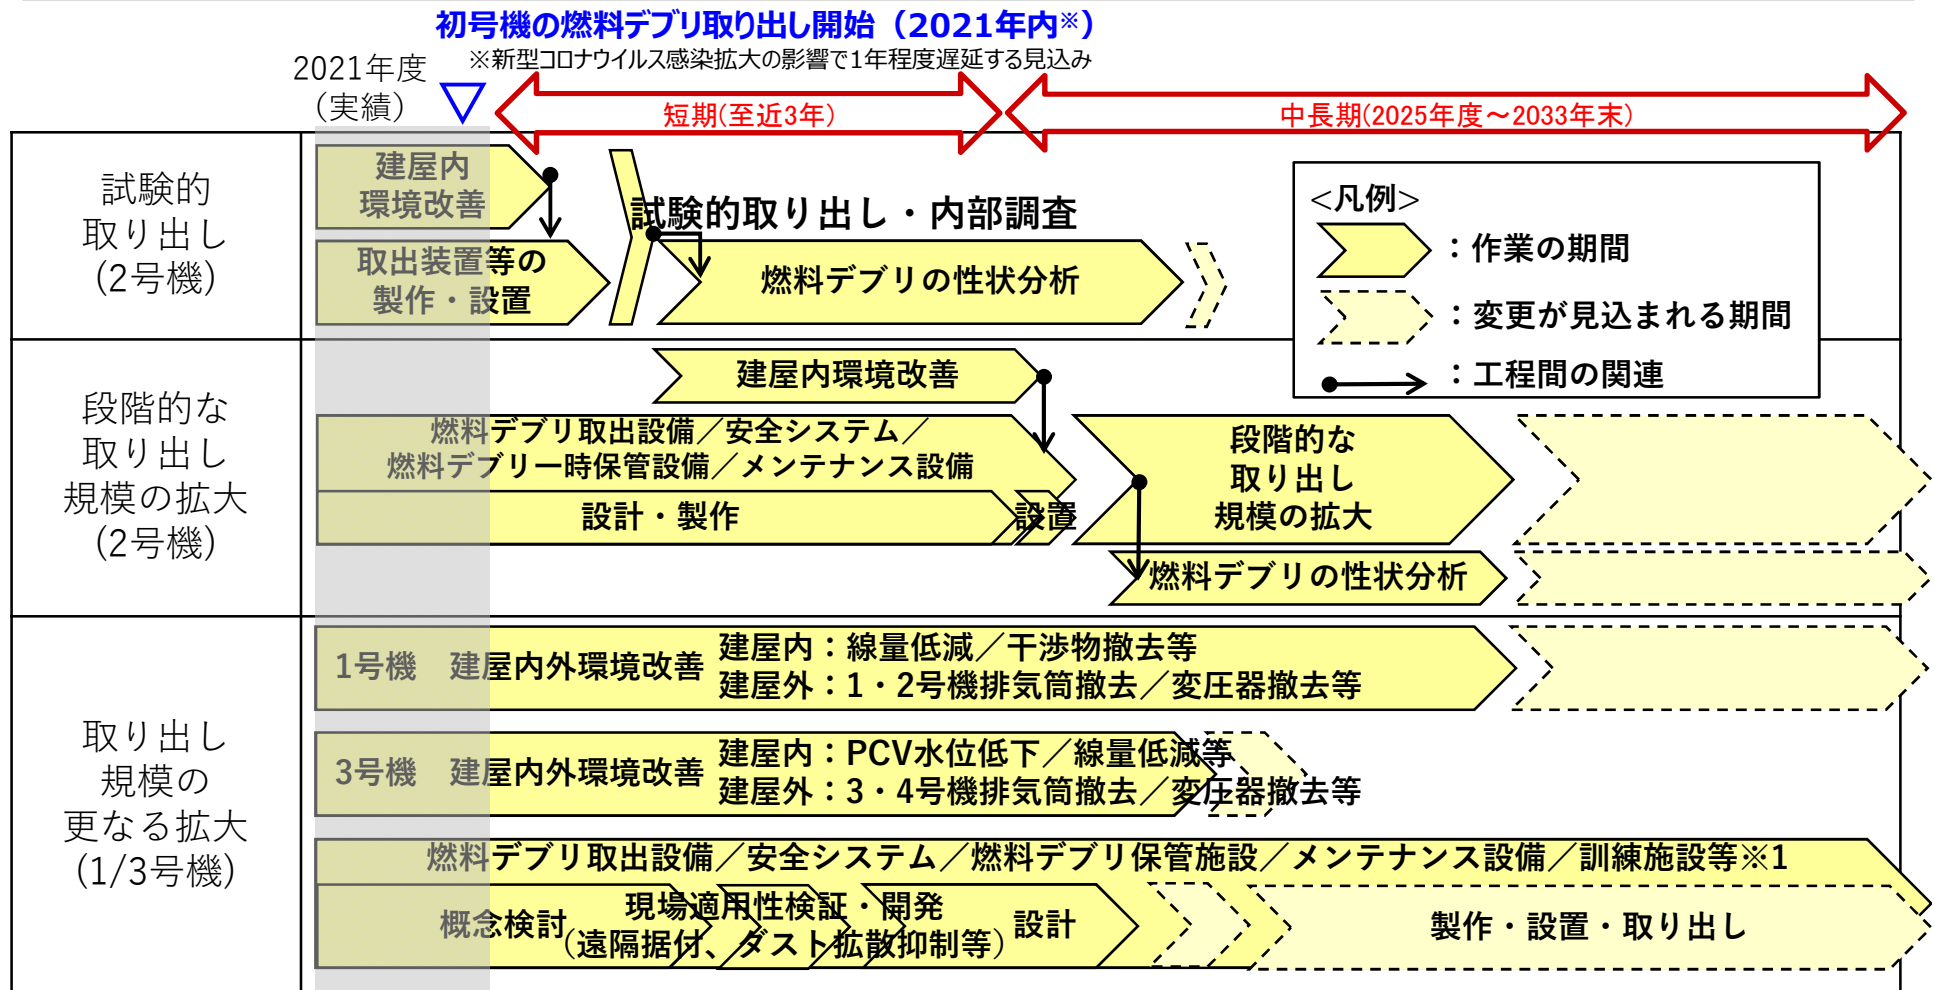 初号機の燃料デブリ取り出し開始（2021年内※）
※新型コロナウイルス感染拡大の影響で1年程度遅延する見込み
2021年度
（実績）
短期(至近3年)
中長期(2025年度～2033年末)
試験的
取り出し
(2号機)
建屋内
環境改善
取出装置等の
製作・設置
試験的取り出し・内部調査
燃料デブリの性状分析
<凡例>
：作業の期間
：変更が見込まれる期間
：工程間の関連
段階的な
取り出し
規模の拡大
(2号機)
建屋内環境改善
燃料デブリ取出設備／安全システム／
燃料デブリ一時保管設備／メンテナンス設備
設計・製作
設置
段階的な
取り出し
規模の拡大
燃料デブリの性状分析
取り出し
規模の
更なる拡大
(1/3号機)
1号機　建屋内外環境改善
建屋内：線量低減／干渉物撤去等
建屋外：1・2号機排気筒撤去／変圧器撤去等
3号機　建屋内外環境改善
建屋内：PCV水位低下／線量低減等
建屋外：3・4号機排気筒撤去／変圧器撤去等
燃料デブリ取出設備／安全システム／燃料デブリ保管施設／メンテナンス設備／訓練施設等※1
概念検討
現場適用性検証・開発
（遠隔据付、ダスト拡散抑制等）
設計
製作・設置・取り出し